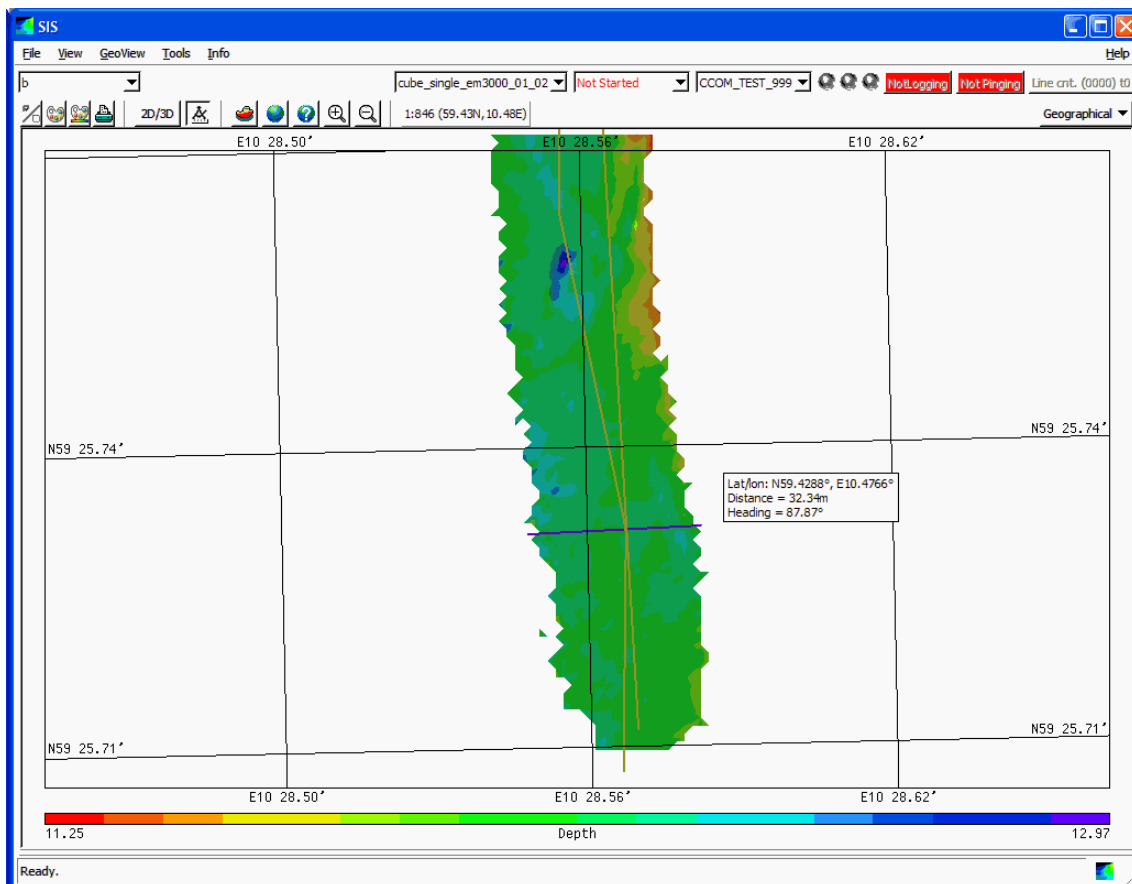 SIS
File View GeoView Tools Info Help
b cube_single_em3000_01_02 Not Started CCOM_TEST_999 NotLogging Not Pinging Line cnt. (0000) t0
2D/3D 1:846 (59.43N,10.48E) Geographical
E10 28.50' E10 28.56' E10 28.62'
N59 25.74'
N59 25.74'
Lat/lon: N59.4288°, E10.4766°
Distance = 32.34m
Heading = 87.87°
N59 25.71'
N59 25.71'
E10 28.50' E10 28.56' E10 28.62'
11.25 Depth 12.97
Ready.